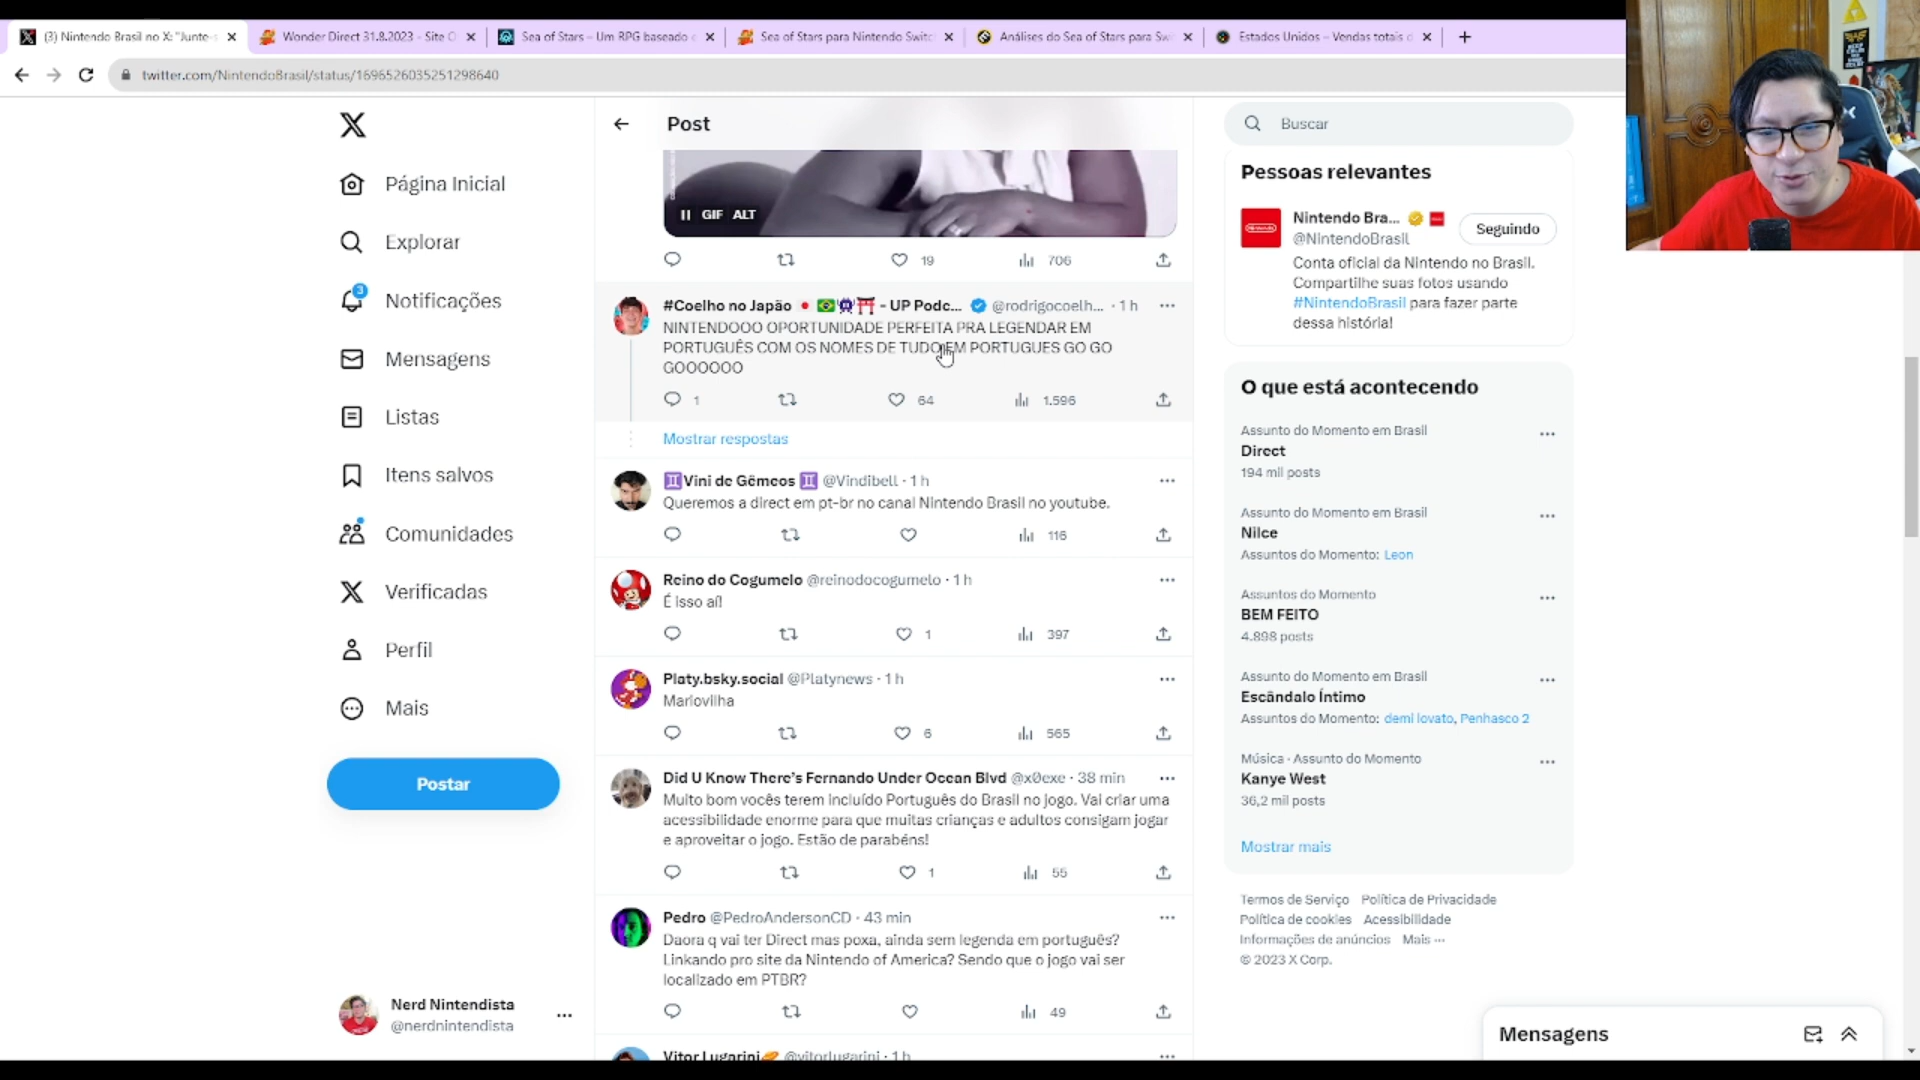 (3) Nintendo Brasil no X: "Junte-
Wonder Direct 31.8.2023 - Site O
Sea of Stars – Um RPG baseado
Sea of Stars para Nintendo Switc
Análises do Sea of Stars para Sw
Estados Unidos – Vendas totais d
twitter.com/NintendoBrasil/status/1696526035251298640
Página Inicial
Explorar
3
Notificações
Mensagens
Listas
Itens salvos
Comunidades
Verificadas
Perfil
Mais
Postar
Nerd Nintendista
@nerdnintendista
Post
GIF ALT
19 706
#Coelho no Japão - UP Podc... @rodrigocoelh... · 1 h
NINTENDOOO OPORTUNIDADE PERFEITA PRA LEGENDAR EM
PORTUGUÊS COM OS NOMES DE TUDO EM PORTUGUES GO GO
GOOOOOO
1 64 1.596
Mostrar respostas
Vini de Gêmeos @Vindibell · 1 h
Queremos a direct em pt-br no canal Nintendo Brasil no youtube.
116
Reino do Cogumelo @reinodocogumelo · 1 h
É isso aí!
1 397
Platy.bsky.social @Platynews · 1 h
Mariovilha
6 565
Did U Know There's Fernando Under Ocean Blvd @x0exe · 38 min
Muito bom vocês terem incluído Português do Brasil no jogo. Vai criar uma
acessibilidade enorme para que muitas crianças e adultos consigam jogar
e aproveitar o jogo. Estão de parabéns!
1 55
Pedro @PedroAndersonCD · 43 min
Daora q vai ter Direct mas poxa, ainda sem legenda em português?
Linkando pro site da Nintendo of America? Sendo que o jogo vai ser
localizado em PTBR?
49
Vitor Lugarini @vitorlugarini · 1 h
Buscar
Pessoas relevantes
Nintendo Bra...
@NintendoBrasil
Seguindo
Conta oficial da Nintendo no Brasil.
Compartilhe suas fotos usando
#NintendoBrasil para fazer parte
dessa história!
O que está acontecendo
Assunto do Momento em Brasil
Direct
194 mil posts
Assunto do Momento em Brasil
Nilce
Assuntos do Momento: Leon
Assuntos do Momento
BEM FEITO
4.898 posts
Assunto do Momento em Brasil
Escândalo Íntimo
Assuntos do Momento: demi lovato, Penhasco 2
Música · Assunto do Momento
Kanye West
36,2 mil posts
Mostrar mais
Termos de Serviço Política de Privacidade
Política de cookies Acessibilidade
Informações de anúncios Mais ···
© 2023 X Corp.
Mensagens